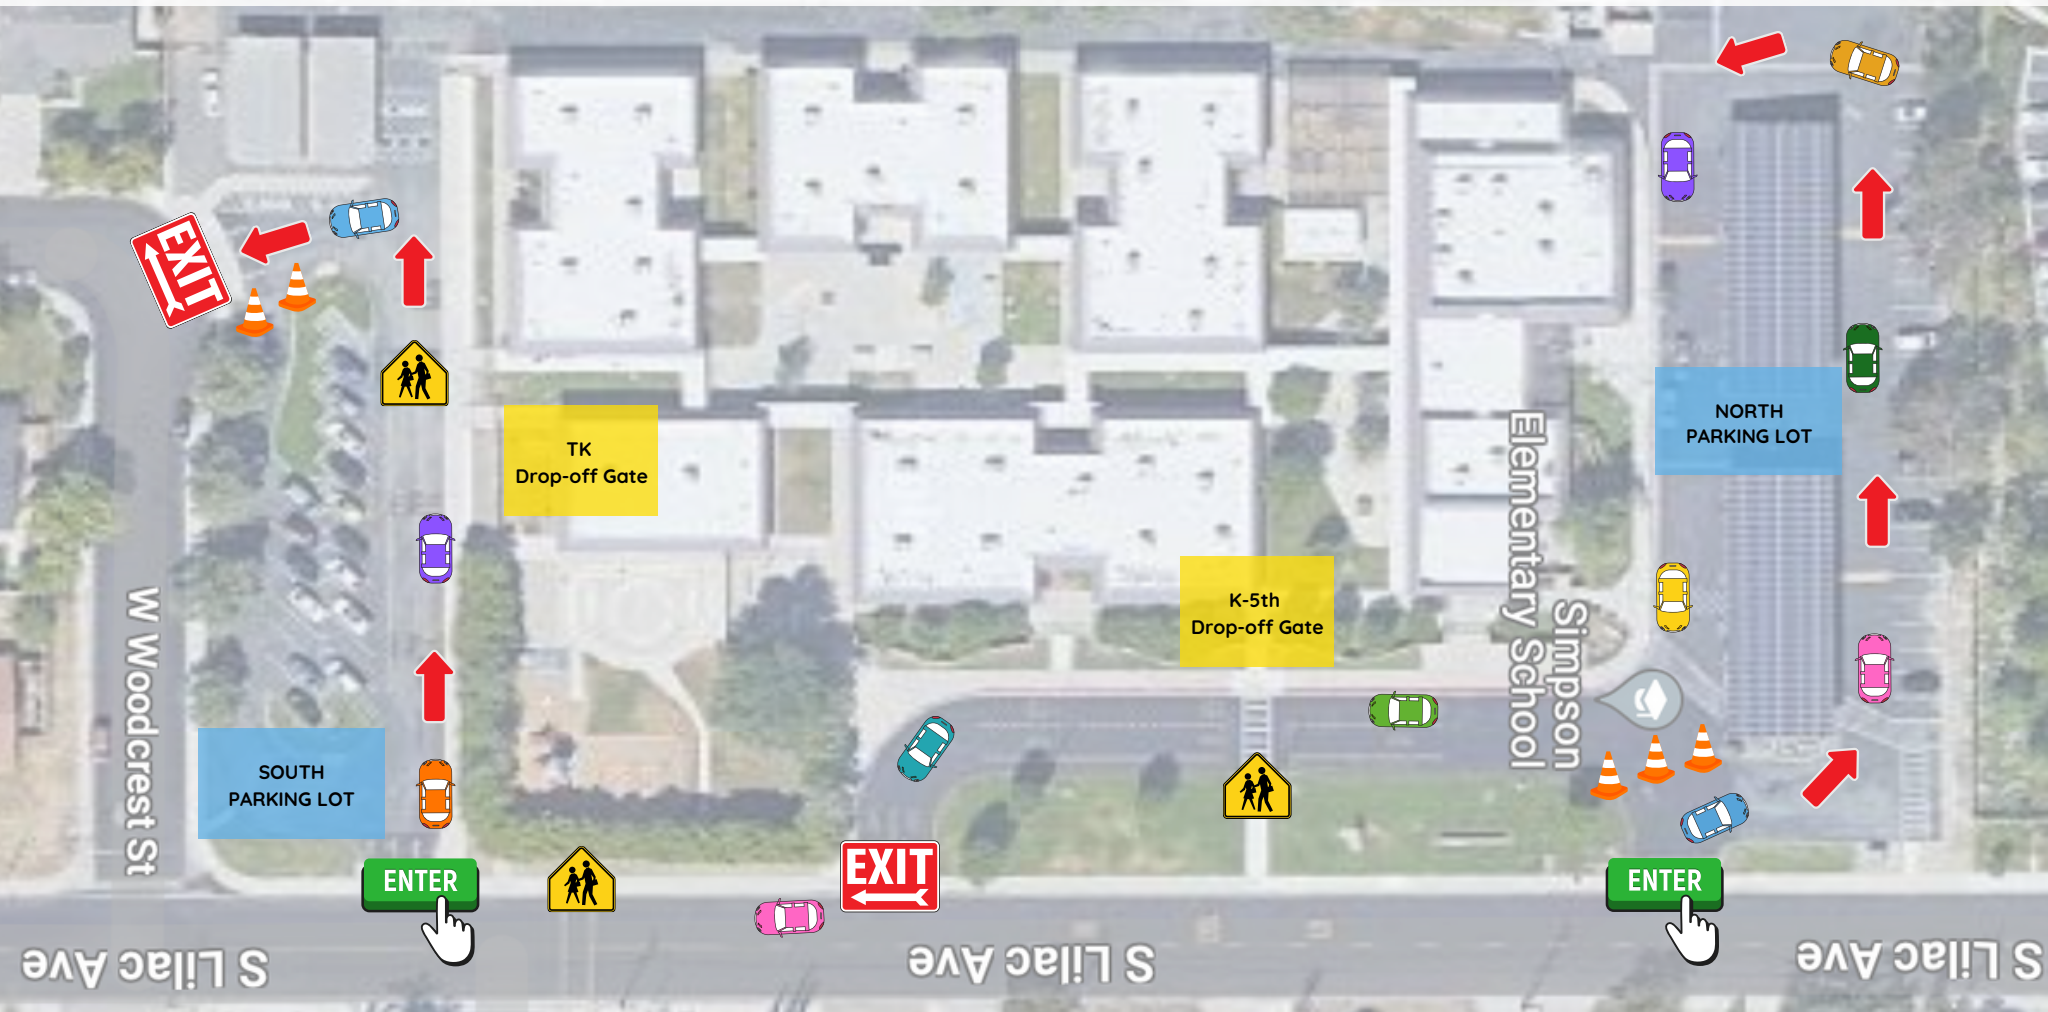 EXIT
TK
Drop-off Gate
NORTH
PARKING LOT
K-5th
Drop-off Gate
Simpson
Elementary School
W Woodcrest St
SOUTH
PARKING LOT
EXIT
ENTER
ENTER
S Lilac Ave
S Lilac Ave
S Lilac Ave